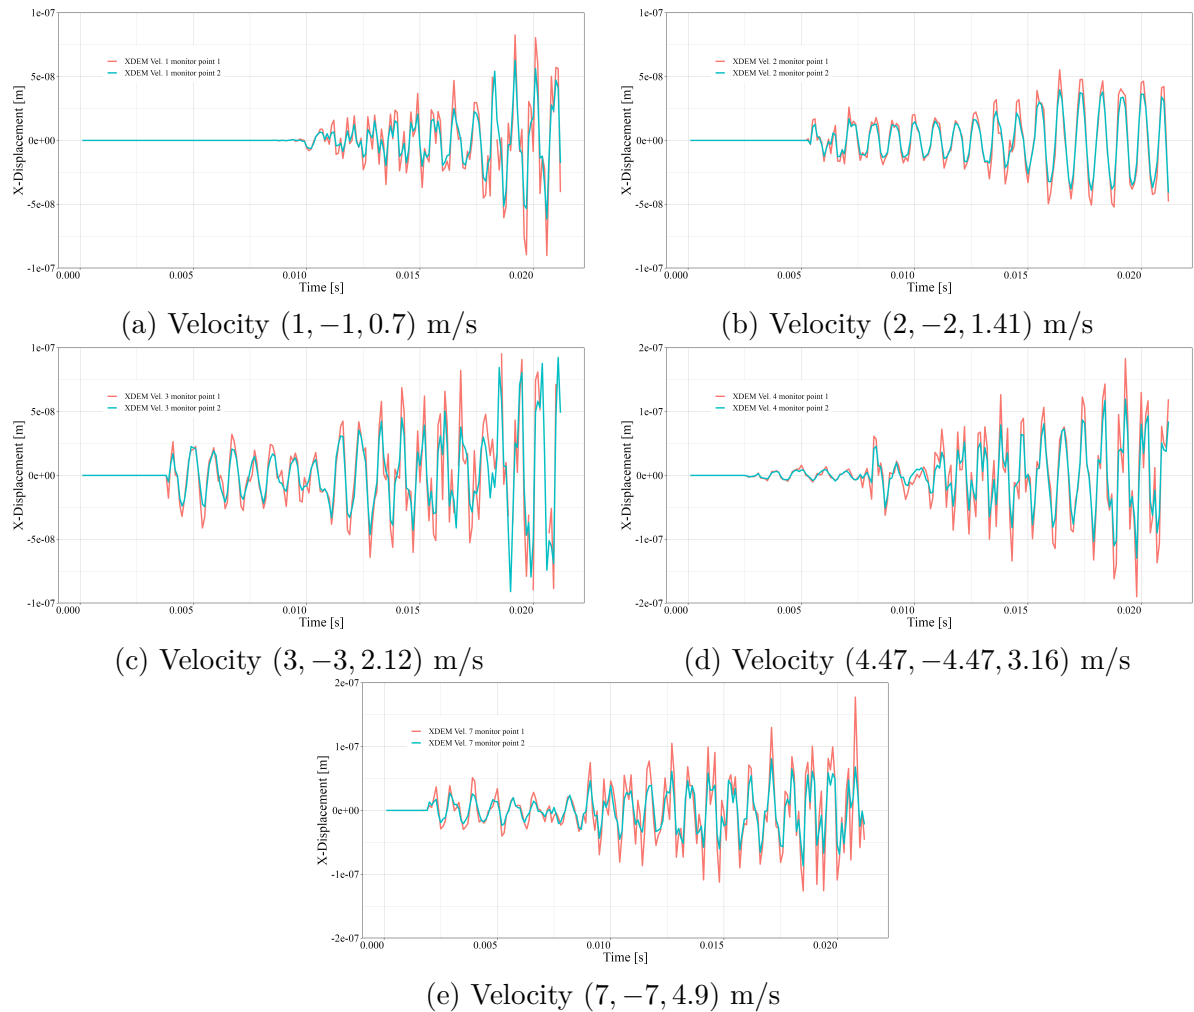 1e-07
5e-08
0e+00
-5e-08
-1e-07
X-Displacement [m]
XDEM Vel. 1 monitor point 1
XDEM Vel. 1 monitor point 2
0.000 0.005 0.010 0.015 0.020
Time [s]
(a) Velocity (1, −1, 0.7) m/s
1e-07
5e-08
0e+00
-5e-08
-1e-07
X-Displacement [m]
XDEM Vel. 2 monitor point 1
XDEM Vel. 2 monitor point 2
0.000 0.005 0.010 0.015 0.020
Time [s]
(b) Velocity (2, −2, 1.41) m/s
1e-07
5e-08
0e+00
-5e-08
-1e-07
X-Displacement [m]
XDEM Vel. 3 monitor point 1
XDEM Vel. 3 monitor point 2
0.000 0.005 0.010 0.015 0.020
Time [s]
(c) Velocity (3, −3, 2.12) m/s
2e-07
1e-07
0e+00
-1e-07
-2e-07
X-Displacement [m]
XDEM Vel. 4 monitor point 1
XDEM Vel. 4 monitor point 2
0.000 0.005 0.010 0.015 0.020
Time [s]
(d) Velocity (4.47, −4.47, 3.16) m/s
2e-07
1e-07
0e+00
-1e-07
-2e-07
X-Displacement [m]
XDEM Vel. 7 monitor point 1
XDEM Vel. 7 monitor point 2
0.000 0.005 0.010 0.015 0.020
Time [s]
(e) Velocity (7, −7, 4.9) m/s